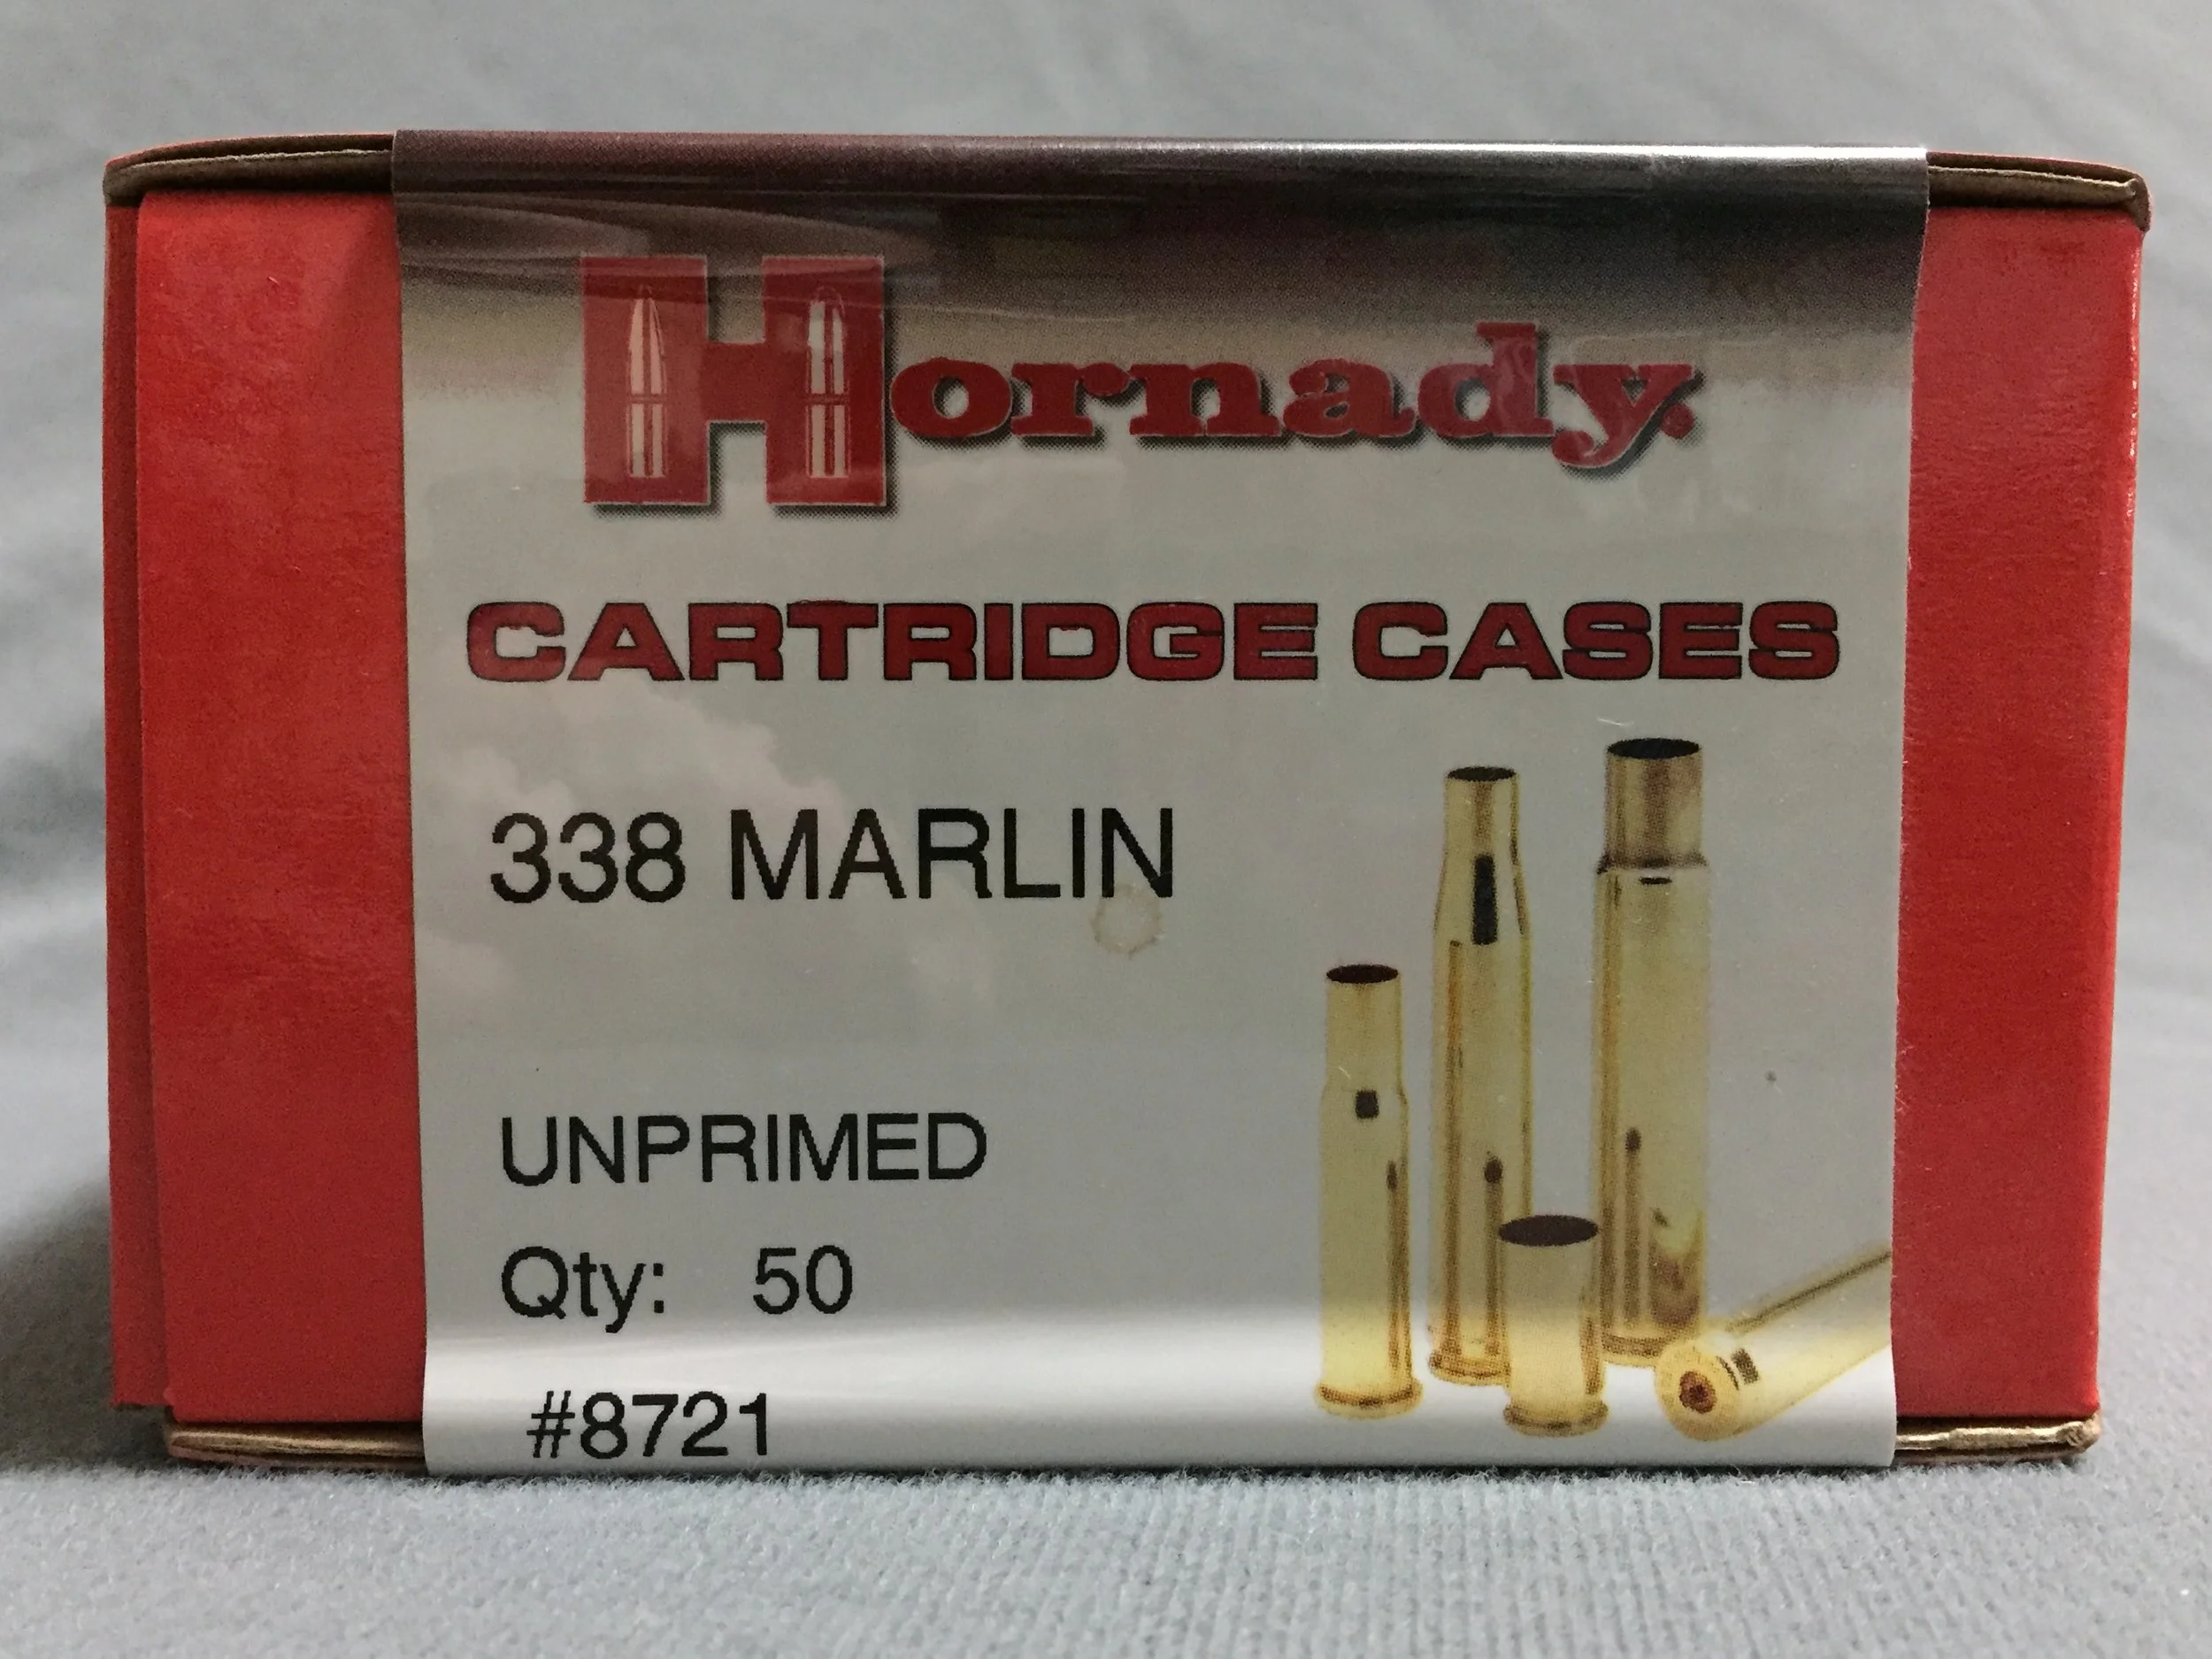 Hornady.
CARTRIDGE CASES
338 MARLIN
UNPRIMED
Qty: 50
#8721